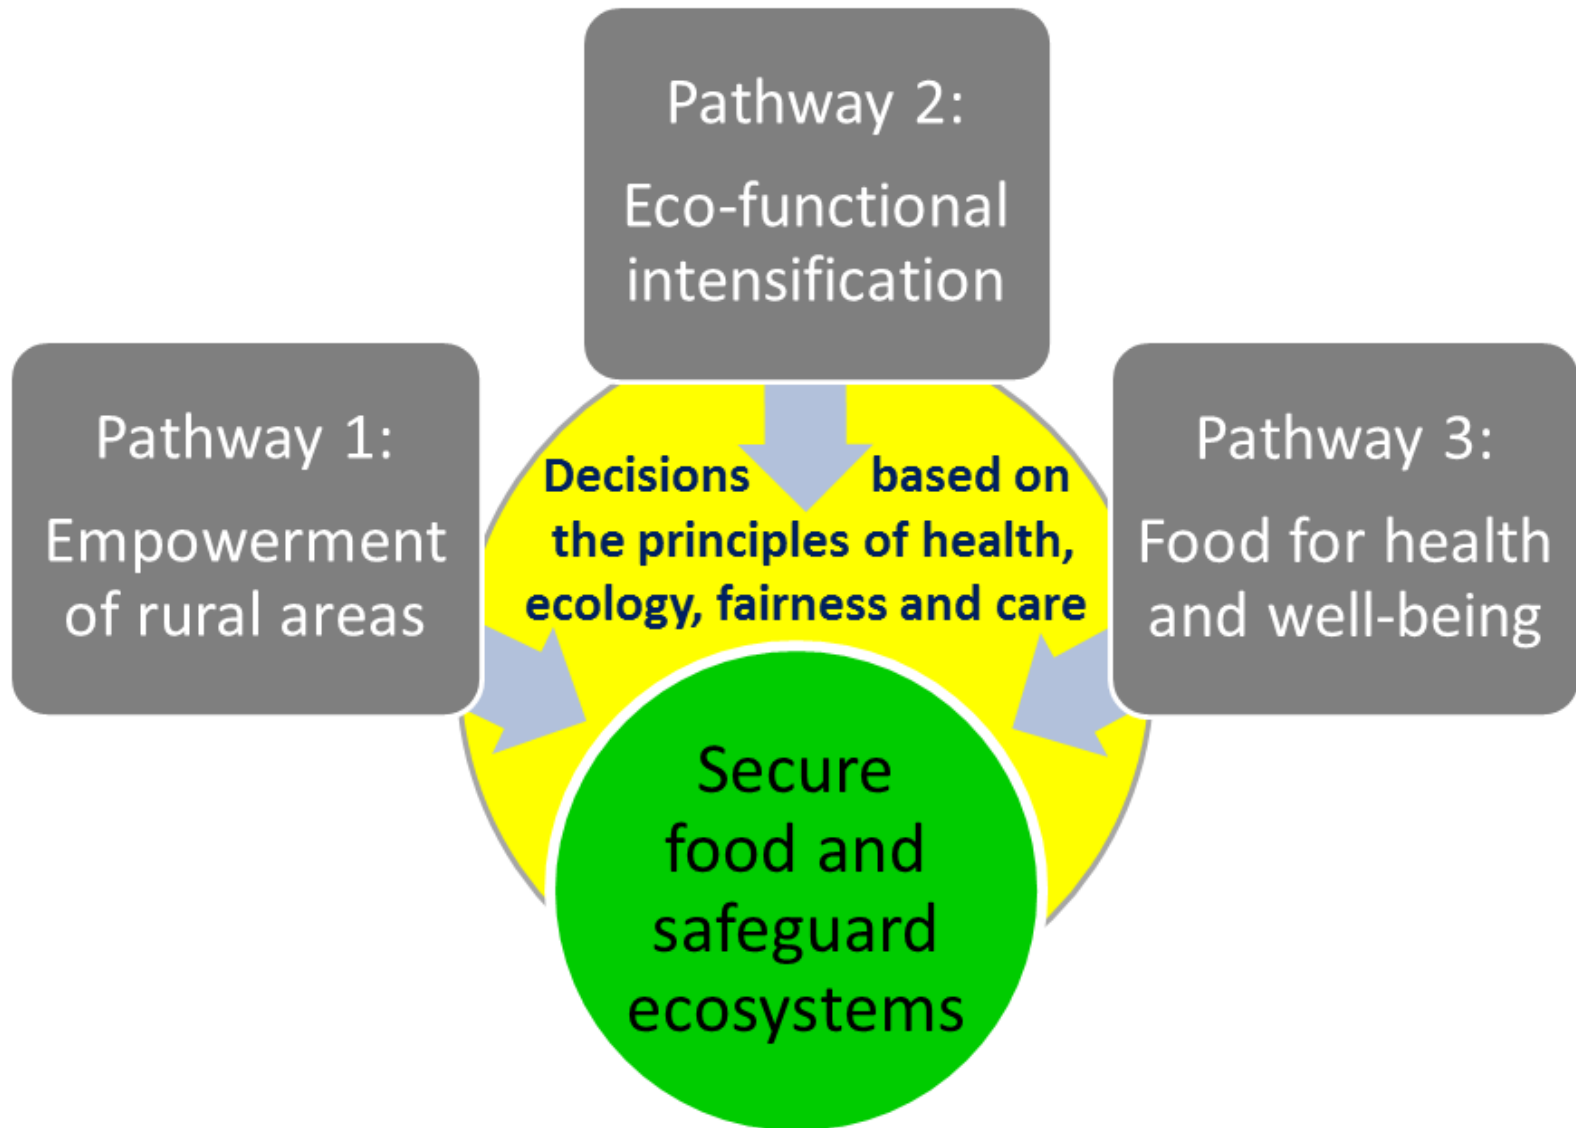 Pathway 1:
Empowerment
of rural areas
Pathway 2:
Eco-functional
intensification
Pathway 3:
Food for health
and well-being
Decisions based on
the principles of health,
ecology, fairness and care
Secure
food and
safeguard
ecosystems